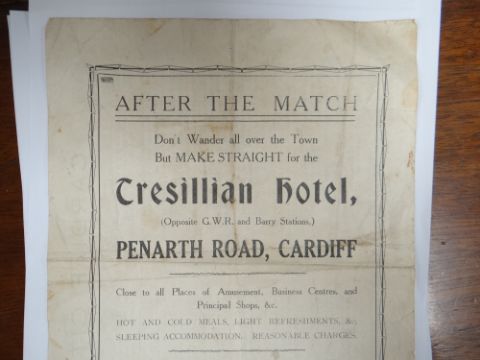 AFTER THE MATCH
Don't Wander all over the Town
But MAKE STRAIGHT for the
Tresillian Hotel,
(Opposite G.W.R. and Barry Stations.)
PENARTH ROAD, CARDIFF
Close to all Places of Amusement, Business Centres, and
Principal Shops, &c.
HOT AND COLD MEALS, LIGHT REFRESHMENTS, &c.,
SLEEPING ACCOMMODATION. REASONABLE CHARGES.